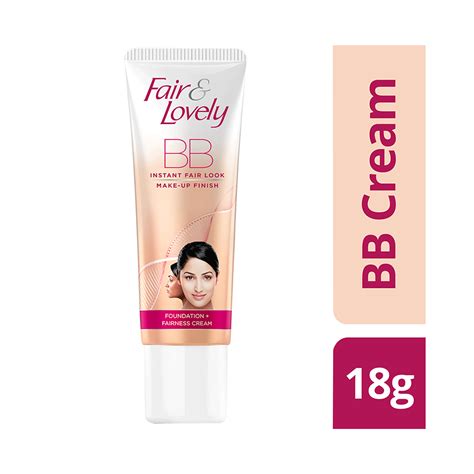 Fair &
Lovely
BB
INSTANT FAIR LOOK
MAKE-UP FINISH
FOUNDATION +
FAIRNESS CREAM
BB Cream
18g